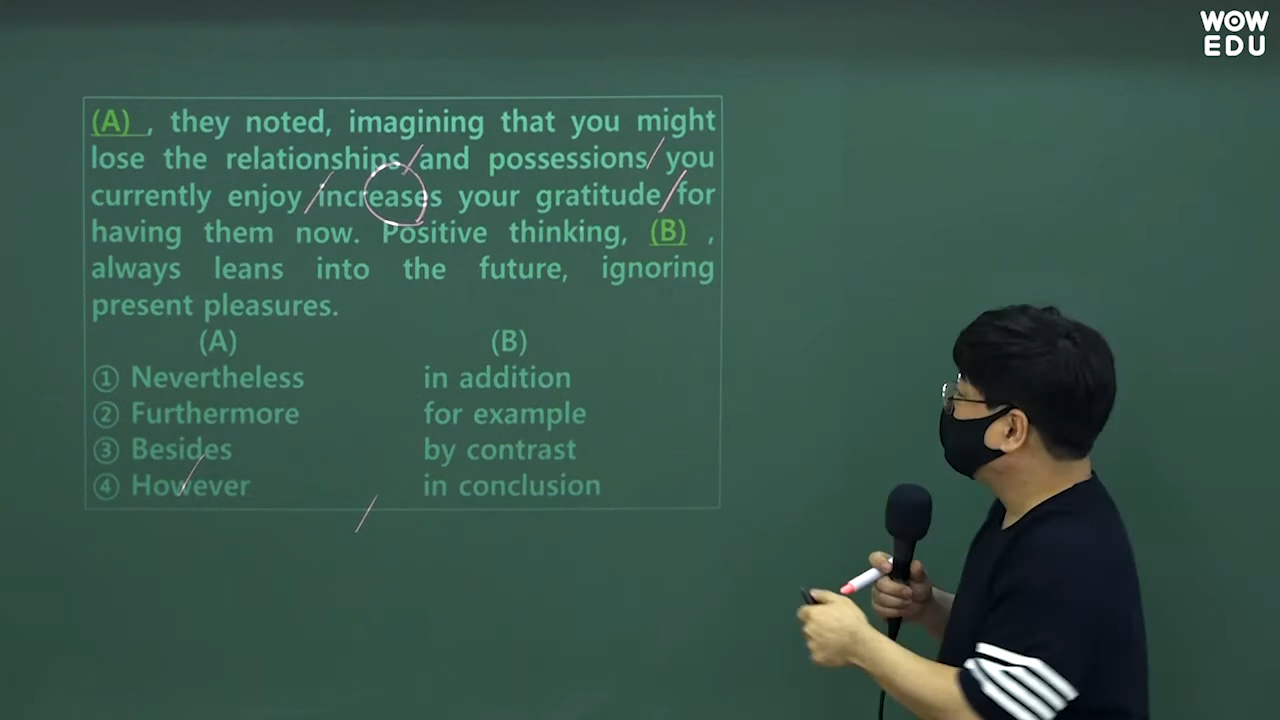 WOW
EDU
(A) , they noted, imagining that you might
lose the relationships and possessions you
currently enjoy increases your gratitude for
having them now. Positive thinking, (B) ,
always leans into the future, ignoring
present pleasures.
(A) (B)
① Nevertheless in addition
② Furthermore for example
③ Besides by contrast
④ However in conclusion